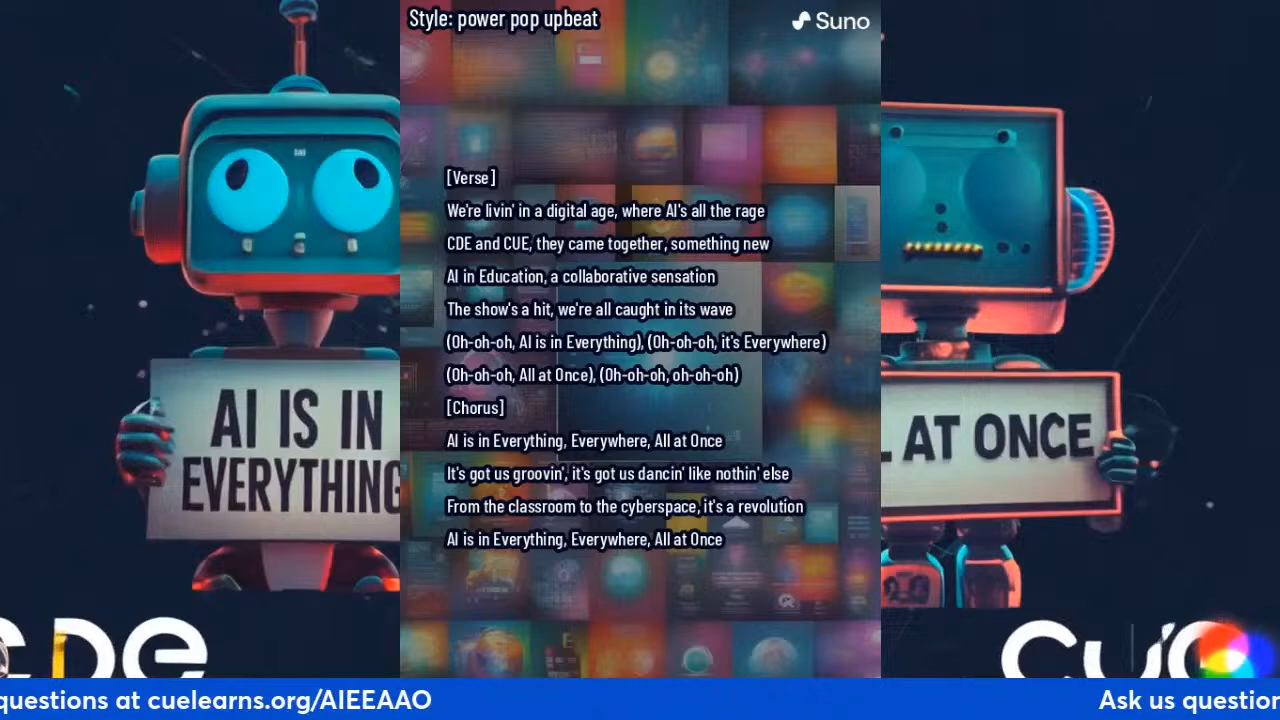 Style: power pop upbeat
Suno
[Verse]
We're livin' in a digital age, where AI's all the rage
CDE and CUE, they came together, something new
AI in Education, a collaborative sensation
The show's a hit, we're all caught in its wave
(Oh-oh-oh, AI is in Everything), (Oh-oh-oh, it's Everywhere)
(Oh-oh-oh, All at Once), (Oh-oh-oh, oh-oh-oh)
[Chorus]
AI is in Everything, Everywhere, All at Once
It's got us groovin', it's got us dancin' like nothin' else
From the classroom to the cyberspace, it's a revolution
AI is in Everything, Everywhere, All at Once
AI IS IN
EVERYTHING
AT ONCE
CDe
cue
questions at cuelearns.org/AIEEAAO
Ask us question